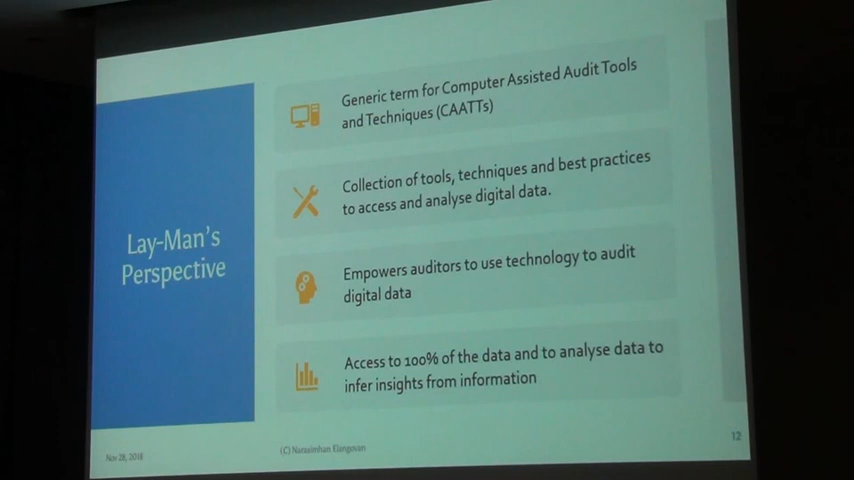 Lay-Man's
Perspective
Generic term for Computer Assisted Audit Tools
and Techniques (CAATTs)
Collection of tools, techniques and best practices
to access and analyse digital data.
Empowers auditors to use technology to audit
digital data
Access to 100% of the data and to analyse data to
infer insights from information
Nov 28, 2018
(C) Narasimhan Elangovan
12